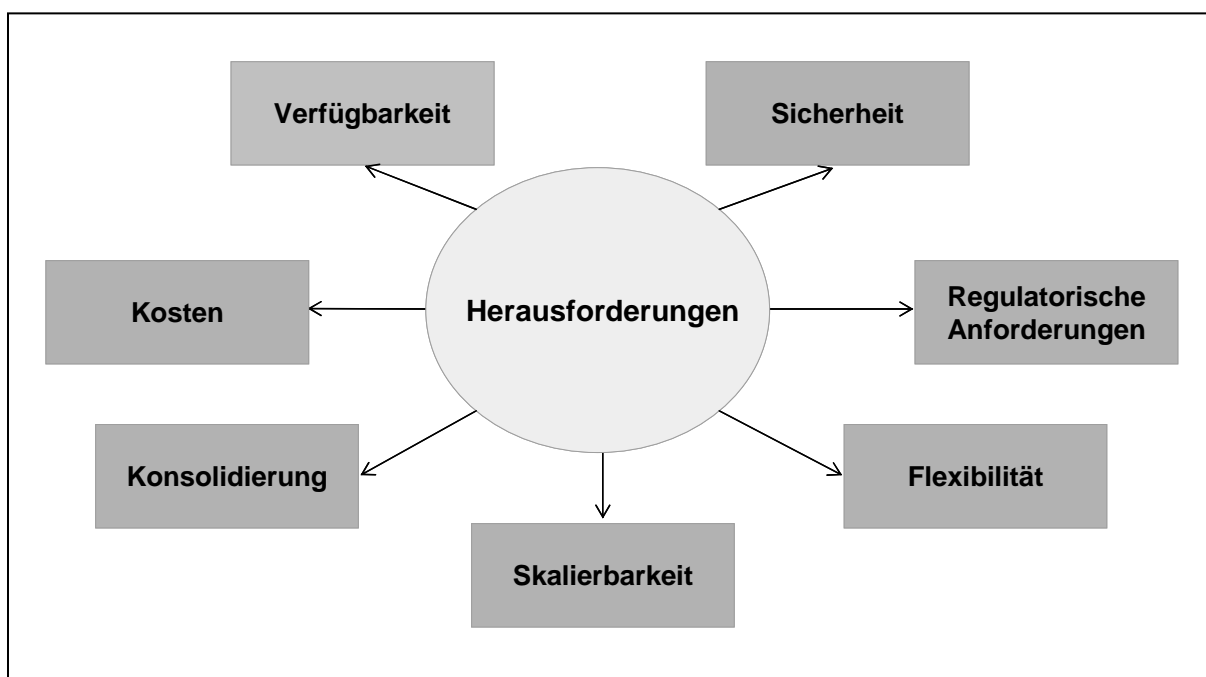 Verfügbarkeit
Sicherheit
Kosten
Herausforderungen
Regulatorische
Anforderungen
Konsolidierung
Flexibilität
Skalierbarkeit